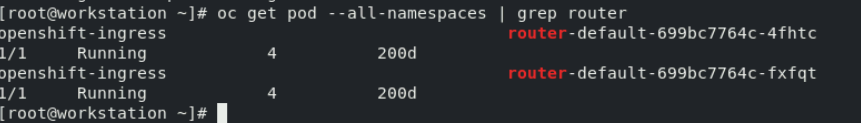 [root@workstation ~]# oc get pod --all-namespaces | grep router
openshift-ingress router-default-699bc7764c-4fhtc
1/1 Running 4 200d
openshift-ingress router-default-699bc7764c-fxfqt
1/1 Running 4 200d
[root@workstation ~]#